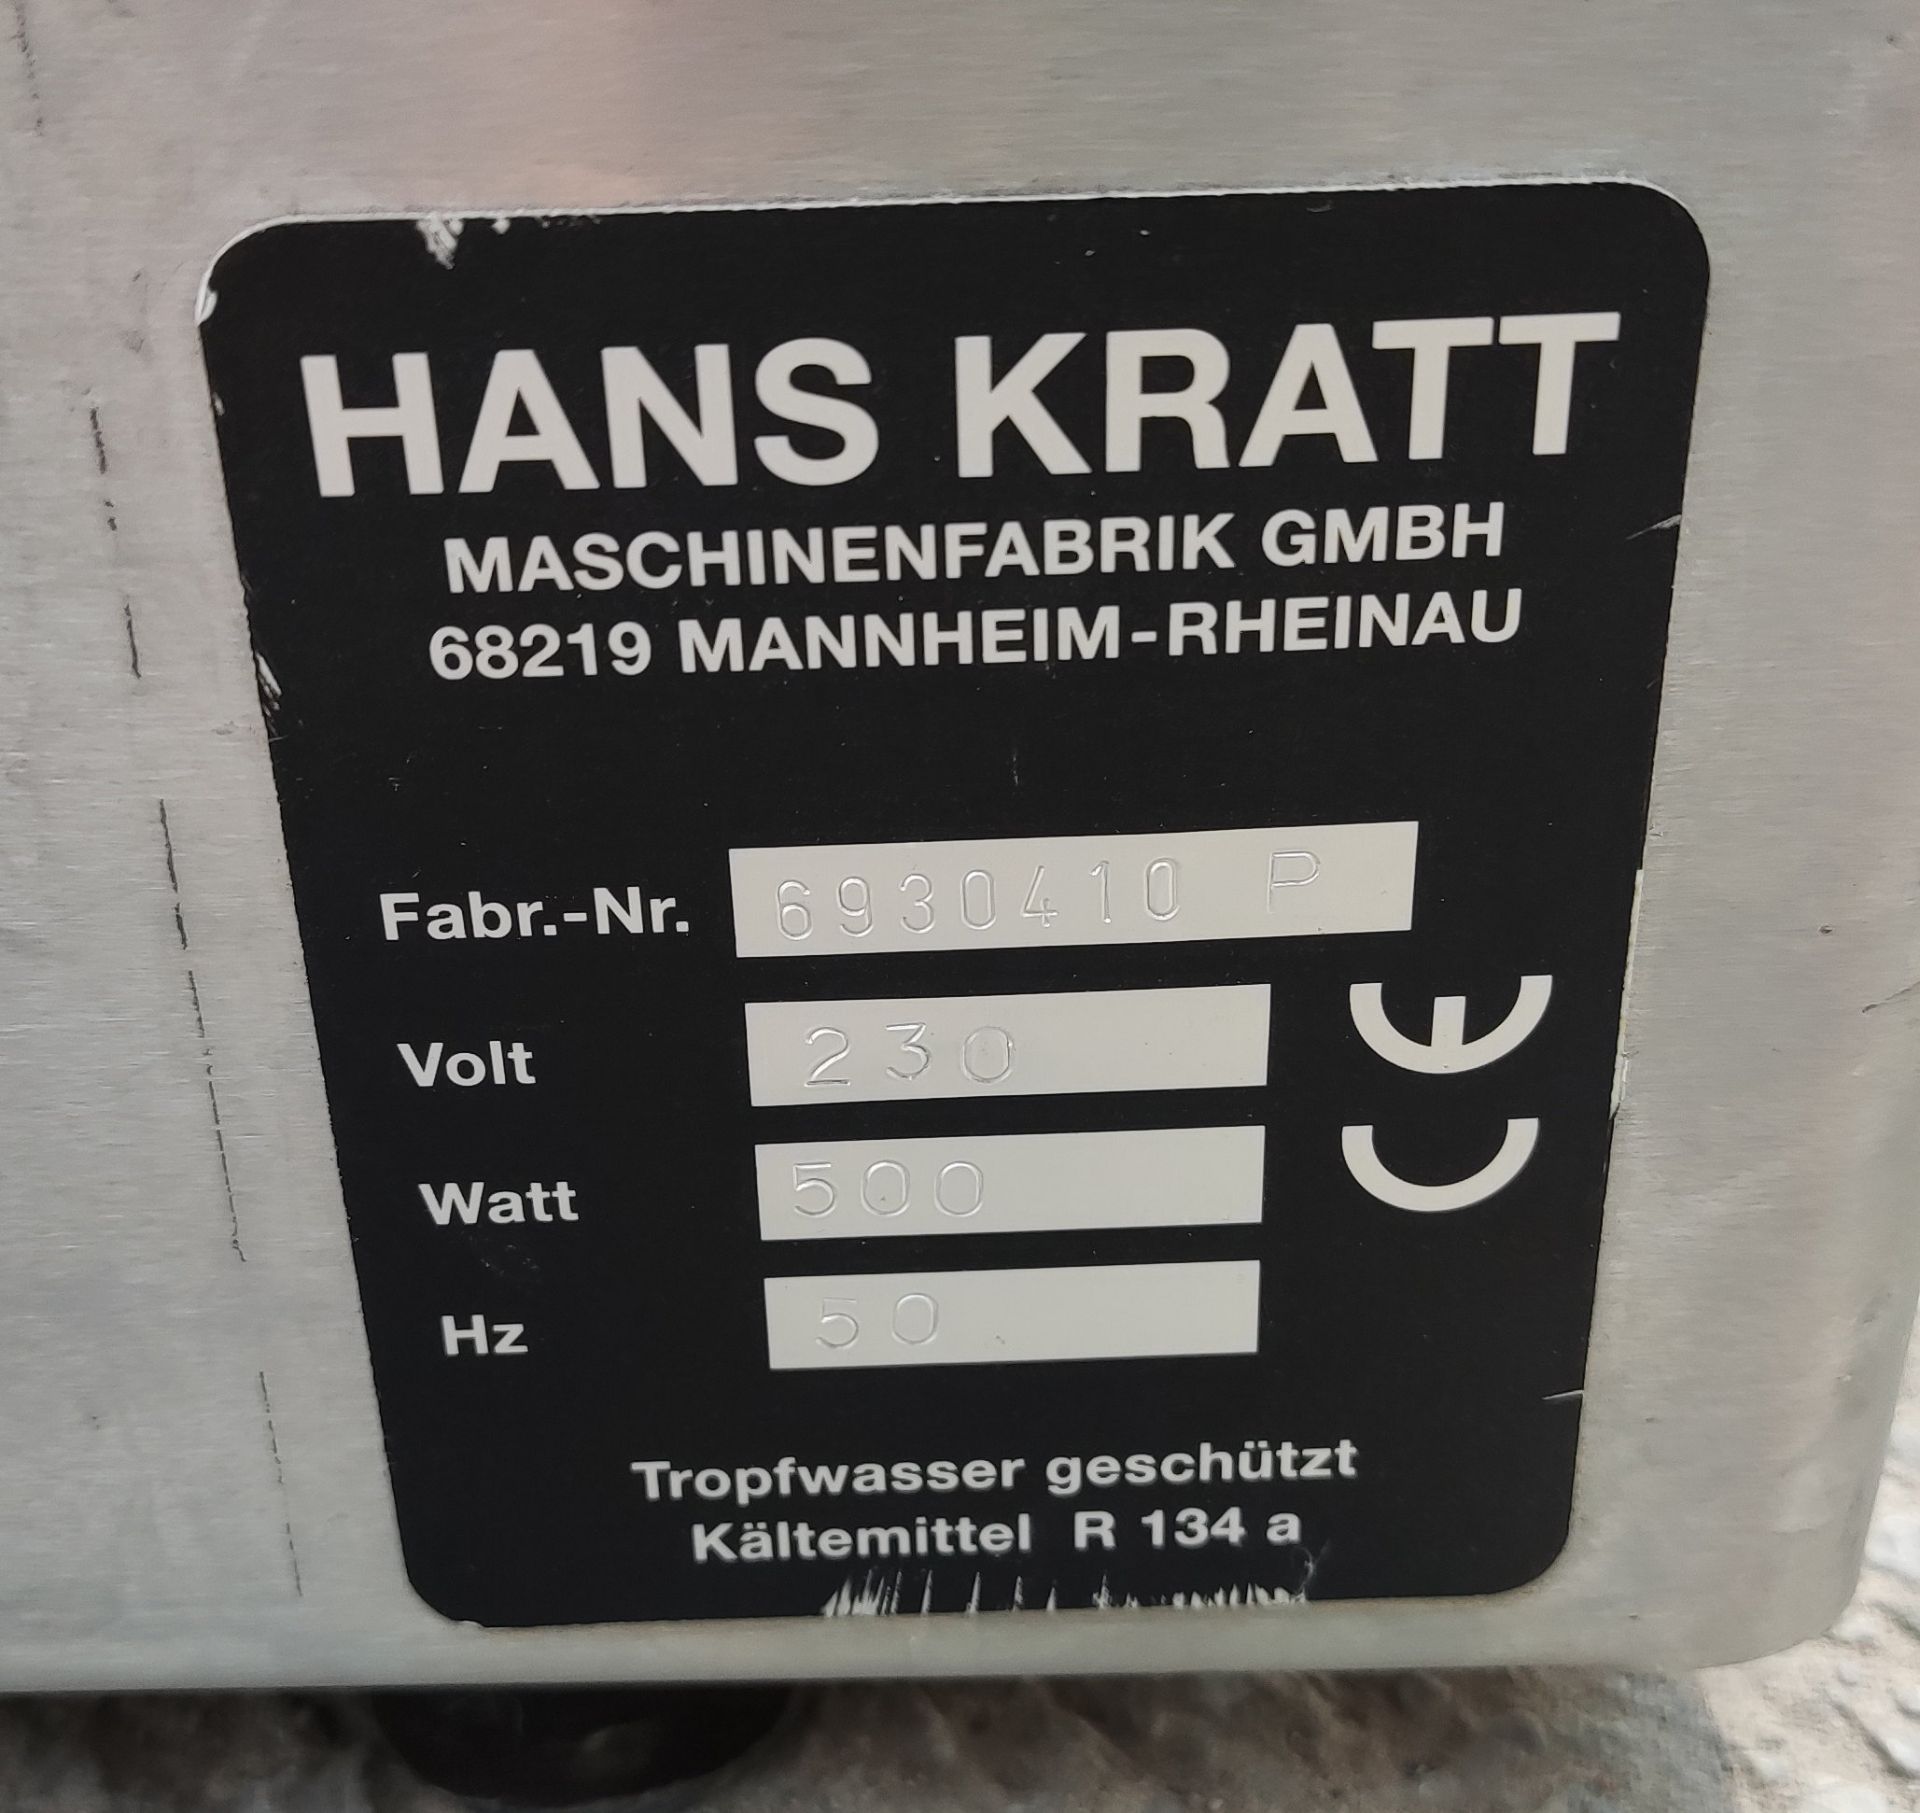 HANS KRATT
MASCHINENFABRIK GMBH
68219 MANNHEIM-RHEINAU
Fabr.-Nr. 6930410 P
Volt 230
Watt 500
Hz 50
CE
Tropfwasser geschützt
Kältemittel R 134 a